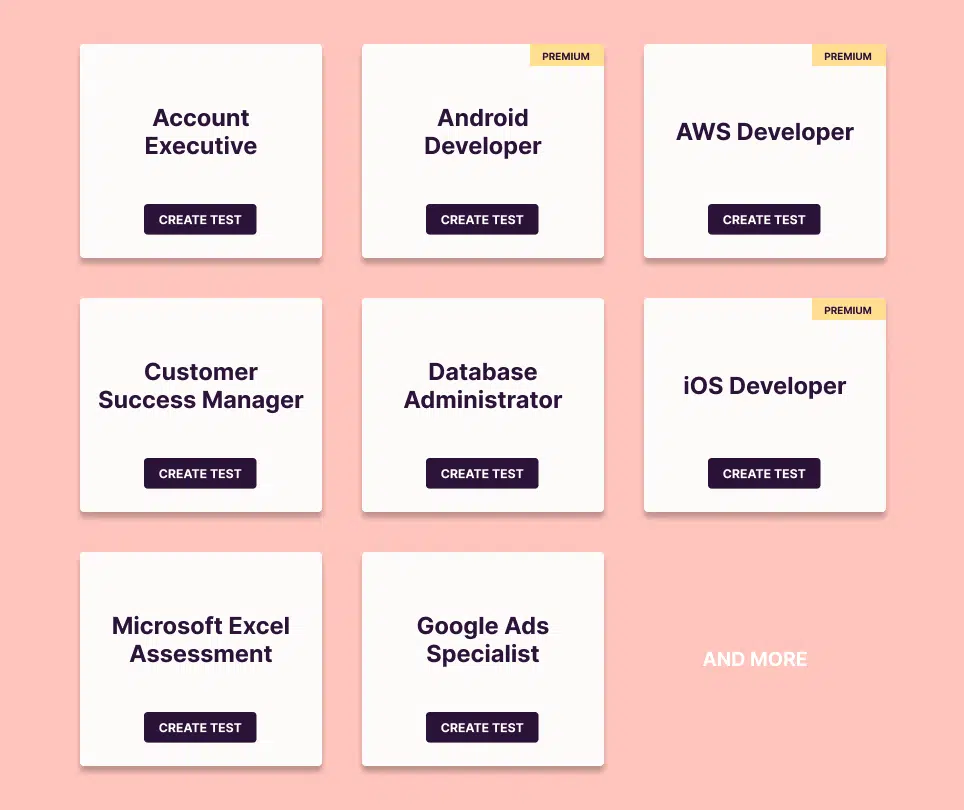 Account
Executive
CREATE TEST
PREMIUM
Android
Developer
CREATE TEST
PREMIUM
AWS Developer
CREATE TEST
Customer
Success Manager
CREATE TEST
Database
Administrator
CREATE TEST
PREMIUM
iOS Developer
CREATE TEST
Microsoft Excel
Assessment
CREATE TEST
Google Ads
Specialist
CREATE TEST
AND MORE